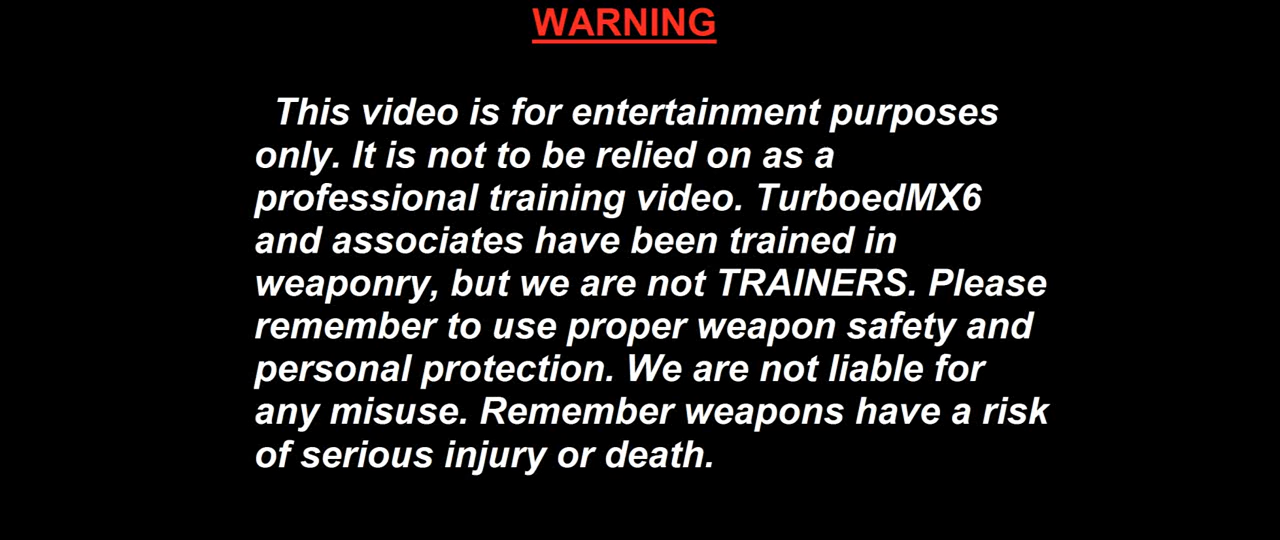 WARNING
This video is for entertainment purposes
only. It is not to be relied on as a
professional training video. TurboedMX6
and associates have been trained in
weaponry, but we are not TRAINERS. Please
remember to use proper weapon safety and
personal protection. We are not liable for
any misuse. Remember weapons have a risk
of serious injury or death.